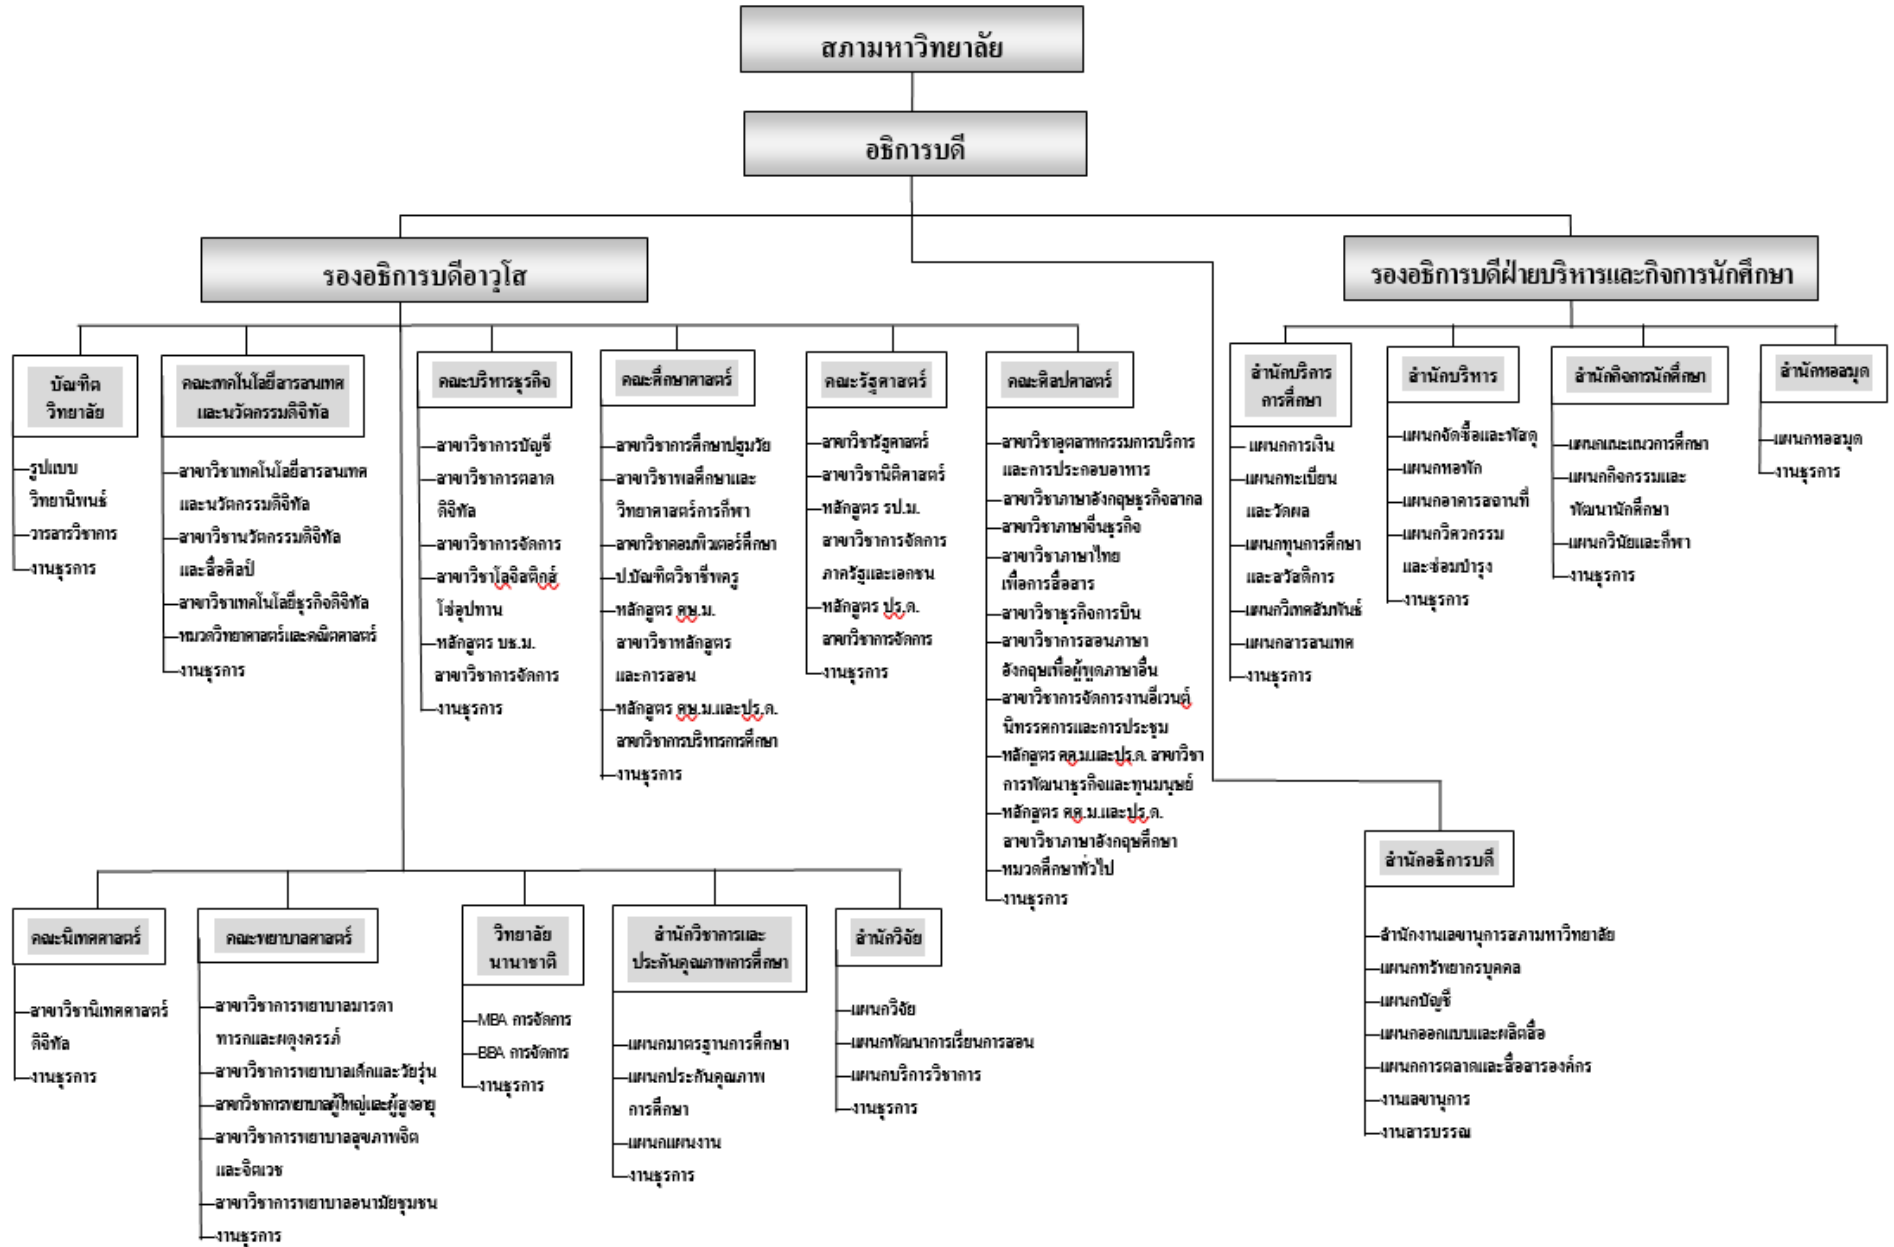 สภามหาวิทยาลัย
อธิการบดี
รองอธิการบดีอาวุโส
รองอธิการบดีฝ่ายบริหารและกิจการนักศึกษา
บัณฑิต
วิทยาลัย
รูปแบบ
วิทยานิพนธ์
วารสารวิชาการ
งานธุรการ
คณะเทคโนโลยีสารสนเทศ
และนวัตกรรมดิจิทัล
สาขาวิชาเทคโนโลยีสารสนเทศ
และนวัตกรรมดิจิทัล
สาขาวิชานวัตกรรมดิจิทัล
และสื่อศิลป์
สาขาวิชาเทคโนโลยีธุรกิจดิจิทัล
หมวดวิทยาศาสตร์และคณิตศาสตร์
งานธุรการ
คณะบริหารธุรกิจ
สาขาวิชาการบัญชี
สาขาวิชาการตลาด
ดิจิทัล
สาขาวิชาการจัดการ
สาขาวิชาโลจิสติกส์
โซ่อุปทาน
หลักสูตร บธ.ม.
สาขาวิชาการจัดการ
งานธุรการ
คณะศึกษาศาสตร์
สาขาวิชาการศึกษาปฐมวัย
สาขาวิชาพลศึกษาและ
วิทยาศาสตร์การกีฬา
สาขาวิชาคอมพิวเตอร์ศึกษา
ป.บัณฑิตวิชาชีพครู
หลักสูตร ศษ.ม.
สาขาวิชาหลักสูตร
และการสอน
หลักสูตร ศษ.ม.และปร.ด.
สาขาวิชาการบริหารการศึกษา
งานธุรการ
คณะรัฐศาสตร์
สาขาวิชารัฐศาสตร์
สาขาวิชานิติศาสตร์
หลักสูตร รป.ม.
สาขาวิชาการจัดการ
ภาครัฐและเอกชน
หลักสูตร ปร.ด.
สาขาวิชาการจัดการ
งานธุรการ
คณะศิลปศาสตร์
สาขาวิชาอุตสาหกรรมการบริการ
และการประกอบอาหาร
สาขาวิชาภาษาอังกฤษธุรกิจสากล
สาขาวิชาภาษาจีนธุรกิจ
สาขาวิชาภาษาไทย
เพื่อการสื่อสาร
สาขาวิชาธุรกิจการบิน
สาขาวิชาการสอนภาษา
อังกฤษเพื่อผู้พูดภาษาอื่น
สาขาวิชาการจัดการงานอีเวนต์
นิทรรศการและการประชุม
หลักสูตร ศศ.ม.และปร.ด. สาขาวิชา
การพัฒนาธุรกิจและทุนมนุษย์
หลักสูตร ศศ.ม.และปร.ด.
สาขาวิชาภาษาอังกฤษศึกษา
หมวดศึกษาทั่วไป
งานธุรการ
สำนักบริการ
การศึกษา
แผนกการเงิน
แผนกทะเบียน
และวัดผล
แผนกทุนการศึกษา
และสวัสดิการ
แผนกวิเทศสัมพันธ์
แผนกสารสนเทศ
งานธุรการ
สำนักบริหาร
แผนกจัดซื้อและพัสดุ
แผนกหอพัก
แผนกอาคารสถานที่
แผนกวิศวกรรม
และซ่อมบำรุง
งานธุรการ
สำนักกิจการนักศึกษา
แผนกแนะแนวการศึกษา
แผนกกิจกรรมและ
พัฒนานักศึกษา
แผนกวินัยและกีฬา
งานธุรการ
สำนักหอสมุด
แผนกหอสมุด
งานธุรการ
คณะนิเทศศาสตร์
สาขาวิชานิเทศศาสตร์
ดิจิทัล
งานธุรการ
คณะพยาบาลศาสตร์
สาขาวิชาการพยาบาลมารดา
ทารกและผดุงครรภ์
สาขาวิชาการพยาบาลเด็กและวัยรุ่น
สาขาวิชาการพยาบาลผู้ใหญ่และผู้สูงอายุ
สาขาวิชาการพยาบาลสุขภาพจิต
และจิตเวช
สาขาวิชาการพยาบาลอนามัยชุมชน
งานธุรการ
วิทยาลัย
นานาชาติ
MBA การจัดการ
BBA การจัดการ
งานธุรการ
สำนักวิชาการและ
ประกันคุณภาพการศึกษา
แผนกมาตรฐานการศึกษา
แผนกประกันคุณภาพ
การศึกษา
แผนกแผนงาน
งานธุรการ
สำนักวิจัย
แผนกวิจัย
แผนกพัฒนาการเรียนการสอน
แผนกบริการวิชาการ
งานธุรการ
สำนักอธิการบดี
สำนักงานเลขานุการสภามหาวิทยาลัย
แผนกทรัพยากรบุคคล
แผนกบัญชี
แผนกออกแบบและผลิตสื่อ
แผนกการตลาดและสื่อสารองค์กร
งานเลขานุการ
งานสารบรรณ